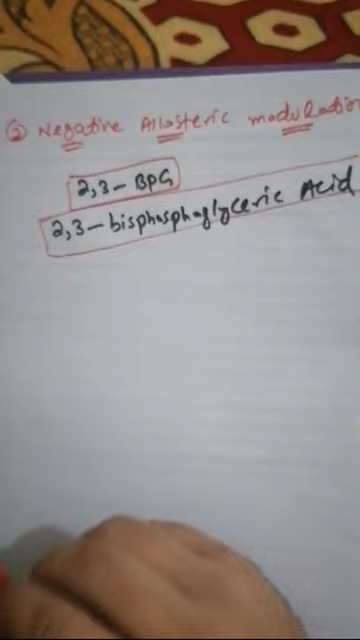 ② Negative Allosteric modulation
2,3- BPG
2,3-bisphosphoglyceric Acid